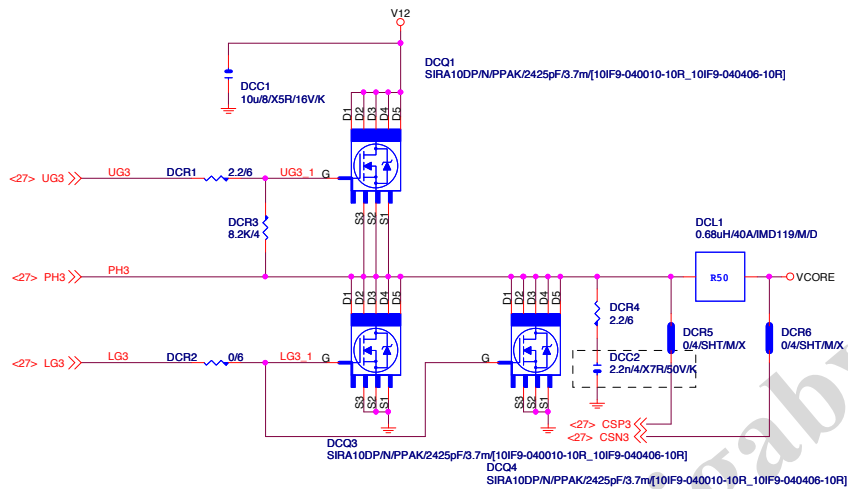 V12
DCQ1
SIRA10DP/N/PPAK/2425pF/3.7m/[10IF9-040010-10R_10IF9-040406-10R]
DCC1
10u/8/X5R/16V/K
D1 D2 D3 D4 D5
<27> UG3
UG3
DCR1
2.2/6
UG3_1
G
S3 S2 S1
DCR3
8.2K/4
DCL1
0.68uH/40A/IMD119/M/D
<27> PH3
PH3
R50
VCORE
D1 D2 D3 D4 D5
D1 D2 D3 D4 D5
DCR4
2.2/6
DCR5
0/4/SHT/M/X
DCR6
0/4/SHT/M/X
<27> LG3
LG3
DCR2
0/6
LG3_1
G
G
DCC2
2.2n/4/X7R/50V/K
S3 S2 S1
S3 S2 S1
<27> CSP3
<27> CSN3
DCQ3
SIRA10DP/N/PPAK/2425pF/3.7m/[10IF9-040010-10R_10IF9-040406-10R]
DCQ4
SIRA10DP/N/PPAK/2425pF/3.7m/[10IF9-040010-10R_10IF9-040406-10R]
gaby